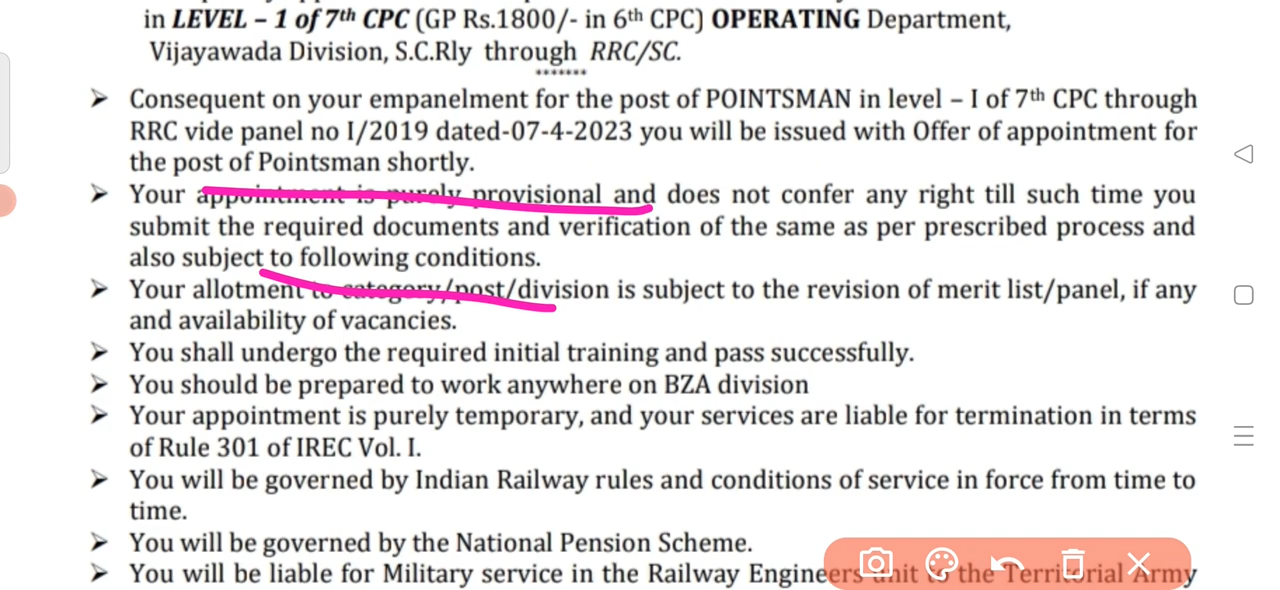 in LEVEL – 1 of 7th CPC (GP Rs.1800/- in 6th CPC) OPERATING Department,
Vijayawada Division, S.C.Rly through RRC/SC.
*******
➢ Consequent on your empanelment for the post of POINTSMAN in level – I of 7th CPC through
RRC vide panel no I/2019 dated-07-4-2023 you will be issued with Offer of appointment for
the post of Pointsman shortly.
➢ Your appointment is purely provisional and does not confer any right till such time you
submit the required documents and verification of the same as per prescribed process and
also subject to following conditions.
➢ Your allotment to category/post/division is subject to the revision of merit list/panel, if any
and availability of vacancies.
➢ You shall undergo the required initial training and pass successfully.
➢ You should be prepared to work anywhere on BZA division
➢ Your appointment is purely temporary, and your services are liable for termination in terms
of Rule 301 of IREC Vol. I.
➢ You will be governed by Indian Railway rules and conditions of service in force from time to
time.
➢ You will be governed by the National Pension Scheme.
➢ You will be liable for Military service in the Railway Engineers unit to the Territorial Army